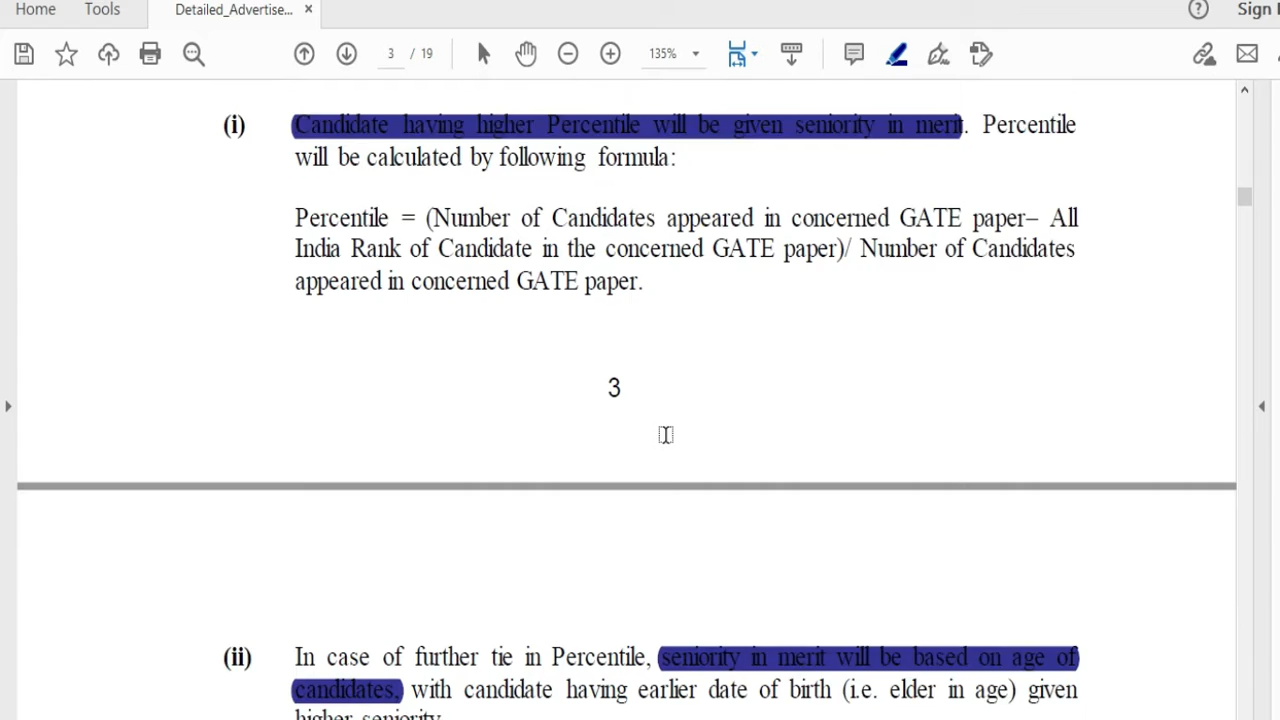 Home Tools Detailed_Advertise... ×
Sign
3 / 19 135%
(i) Candidate having higher Percentile will be given seniority in merit. Percentile
will be calculated by following formula:
Percentile = (Number of Candidates appeared in concerned GATE paper– All
India Rank of Candidate in the concerned GATE paper)/ Number of Candidates
appeared in concerned GATE paper.
3
(ii) In case of further tie in Percentile, seniority in merit will be based on age of
candidates, with candidate having earlier date of birth (i.e. elder in age) given
higher seniority.